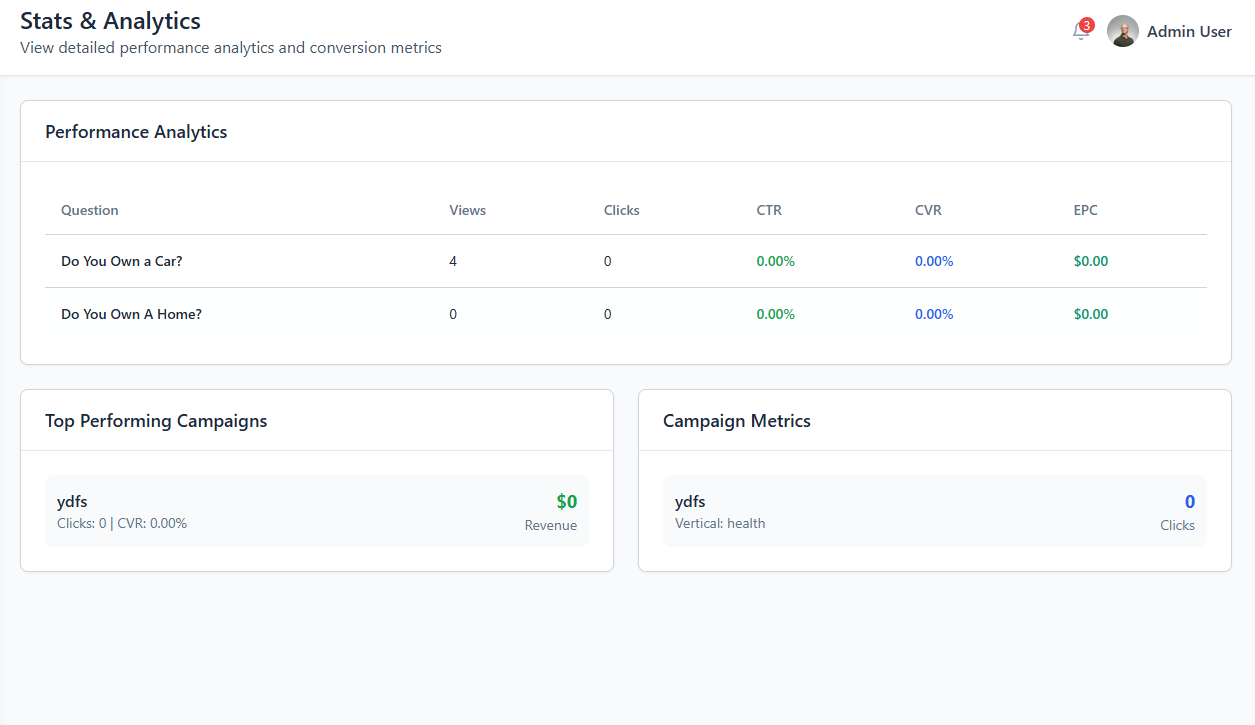 Stats & Analytics
View detailed performance analytics and conversion metrics
3
Admin User
Performance Analytics
Question Views Clicks CTR CVR EPC
Do You Own a Car? 4 0 0.00% 0.00% $0.00
Do You Own A Home? 0 0 0.00% 0.00% $0.00
Top Performing Campaigns
ydfs $0
Clicks: 0 | CVR: 0.00% Revenue
Campaign Metrics
ydfs 0
Vertical: health Clicks